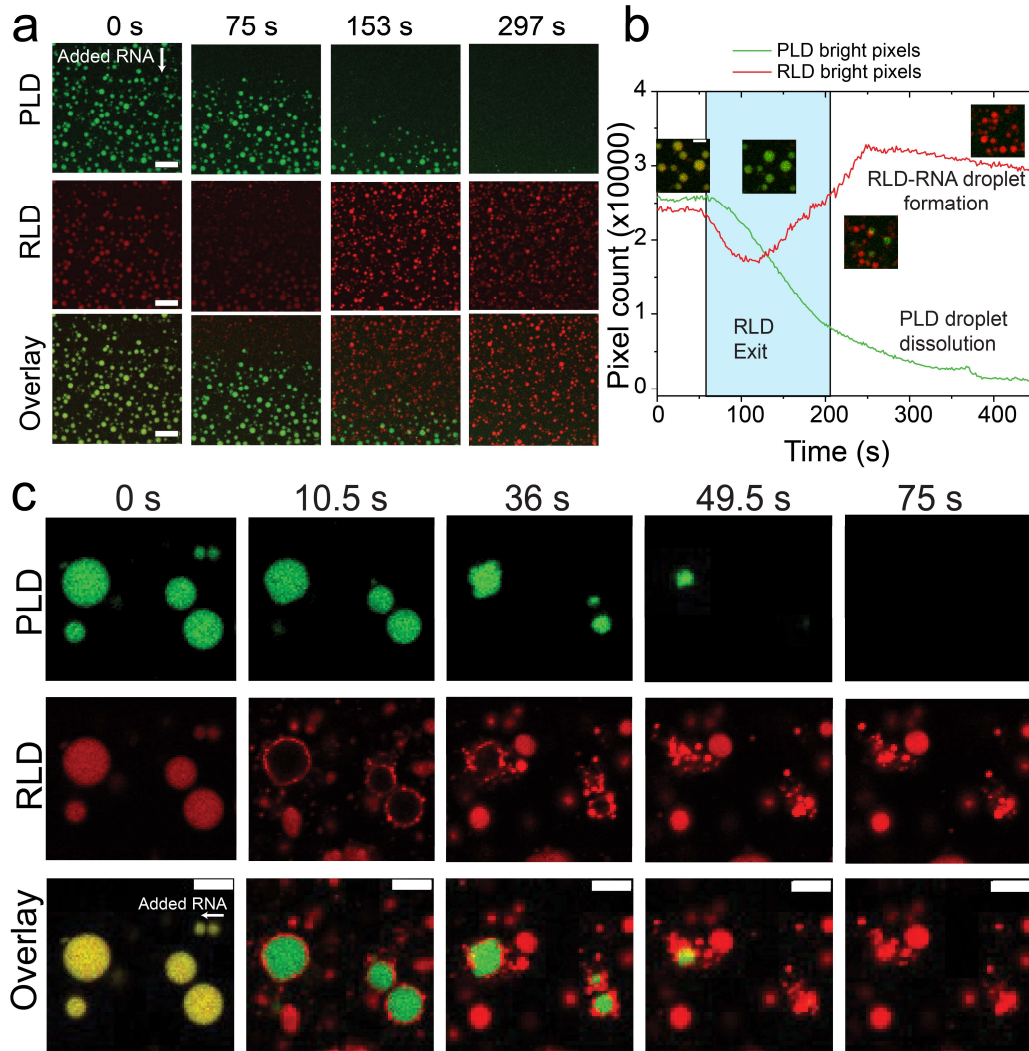 a
0 s 75 s 153 s 297 s
Added RNA
PLD
RLD
Overlay
b
PLD bright pixels
RLD bright pixels
Pixel count (x10000)
4
3
2
1
0
RLD-RNA droplet
formation
RLD
Exit
PLD droplet
dissolution
0 100 200 300 400
Time (s)
c
0 s 10.5 s 36 s 49.5 s 75 s
PLD
RLD
Overlay
Added RNA